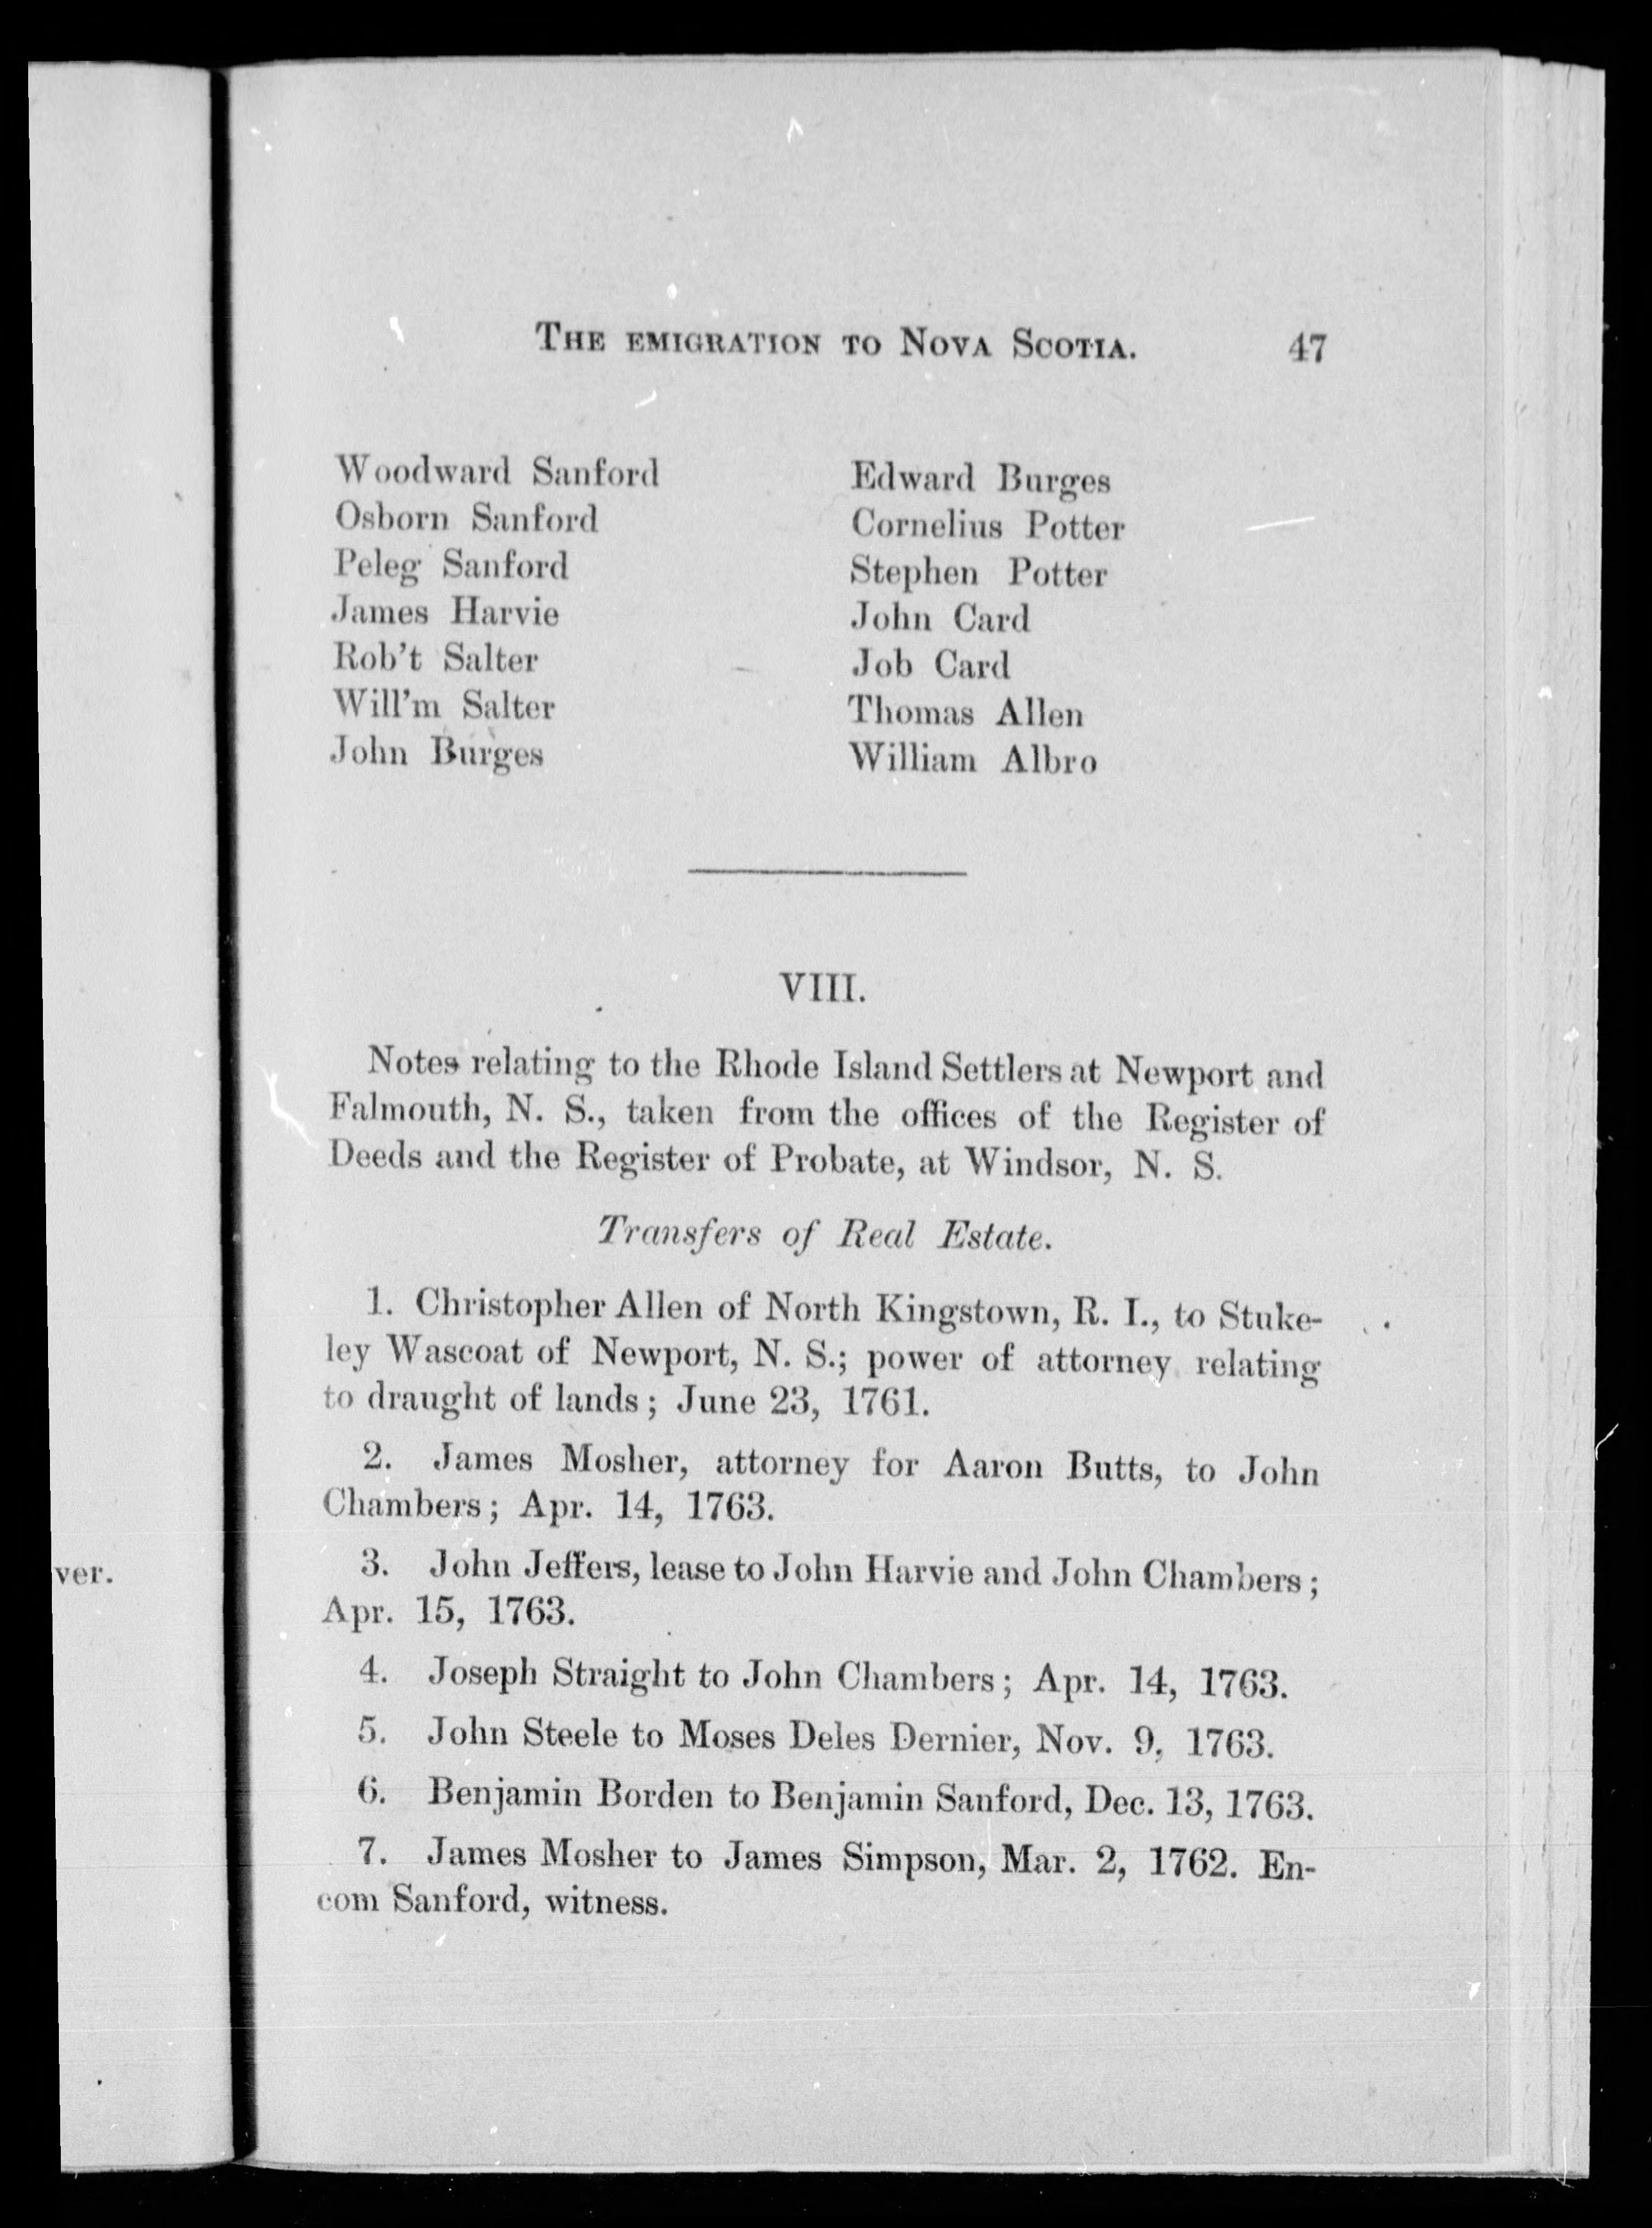 ver.
THE EMIGRATION TO NOVA SCOTIA. 47
Woodward Sanford
Osborn Sanford
Peleg Sanford
James Harvie
Rob't Salter
Will'm Salter
John Burges
Edward Burges
Cornelius Potter
Stephen Potter
John Card
Job Card
Thomas Allen
William Albro
VIII.
Notes relating to the Rhode Island Settlers at Newport and
Falmouth, N. S., taken from the offices of the Register of
Deeds and the Register of Probate, at Windsor, N. S.
Transfers of Real Estate.
1. Christopher Allen of North Kingstown, R. I., to Stuke-
ley Wascoat of Newport, N. S.; power of attorney relating
to draught of lands; June 23, 1761.
2. James Mosher, attorney for Aaron Butts, to John
Chambers; Apr. 14, 1763.
3. John Jeffers, lease to John Harvie and John Chambers;
Apr. 15, 1763.
4. Joseph Straight to John Chambers; Apr. 14, 1763.
5. John Steele to Moses Deles Dernier, Nov. 9, 1763.
6. Benjamin Borden to Benjamin Sanford, Dec. 13, 1763.
7. James Mosher to James Simpson, Mar. 2, 1762. En-
com Sanford, witness.